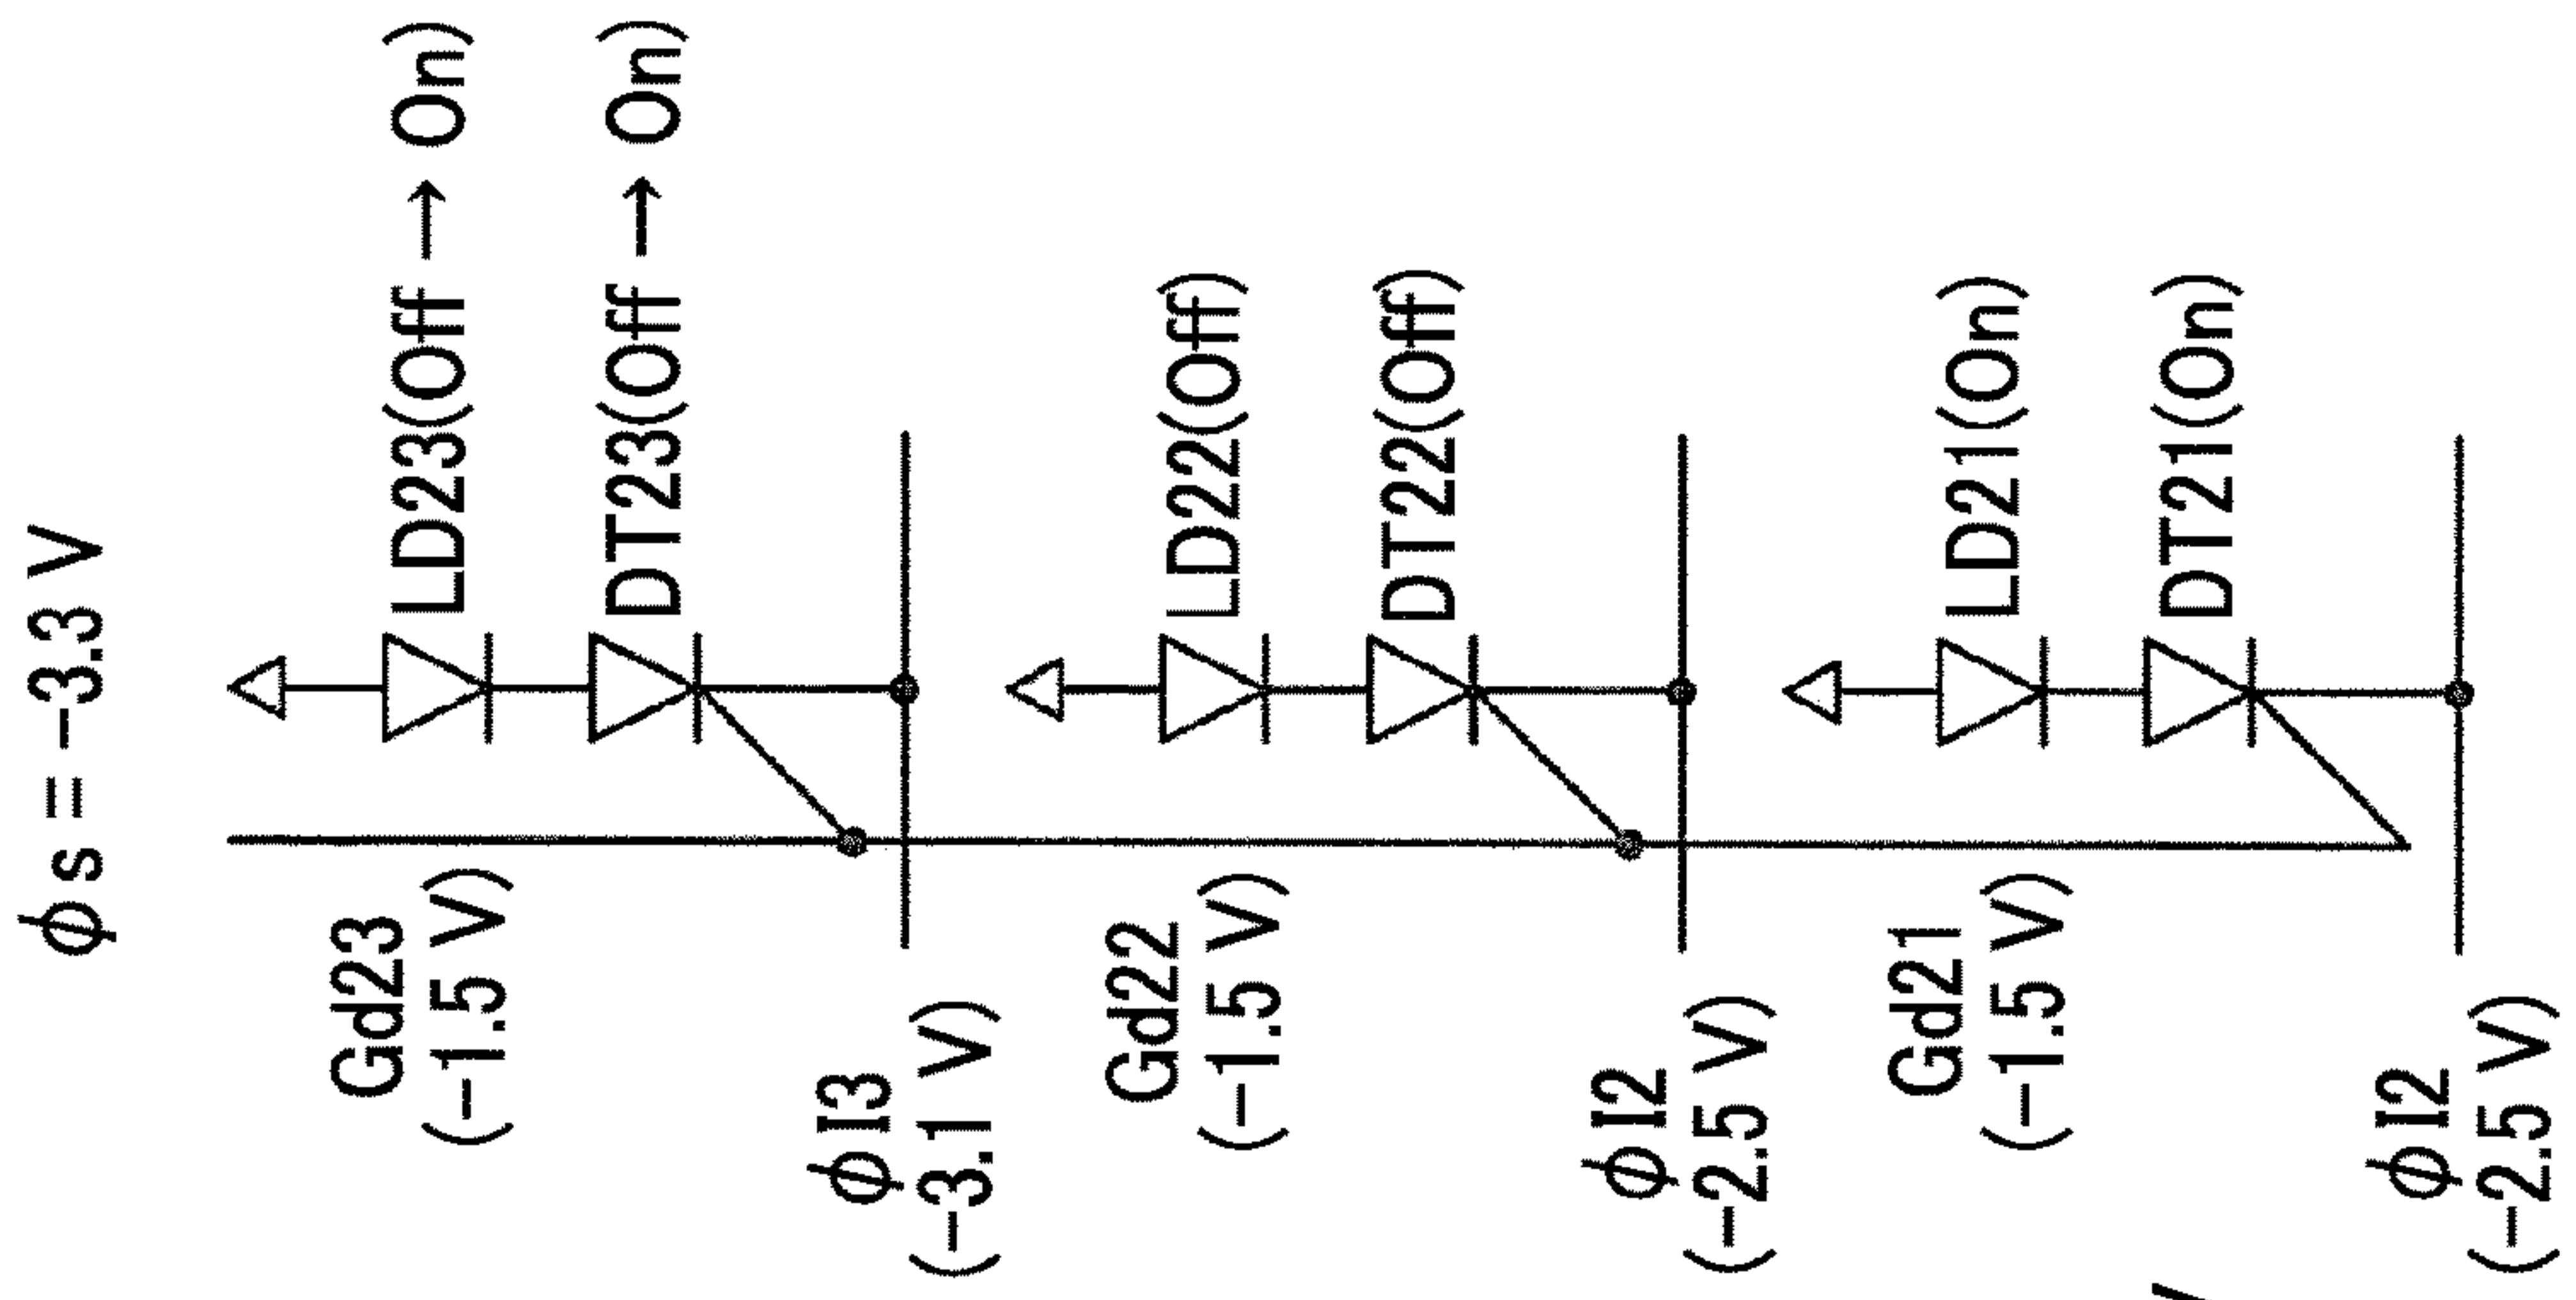 ϕs = −3.3 V
LD23(Off → On)
DT23(Off → On)
Gd23
(−1.5 V)
ϕI3
(−3.1 V)
LD22(Off)
DT22(Off)
Gd22
(−1.5 V)
ϕI2
(−2.5 V)
LD21(On)
DT21(On)
Gd21
(−1.5 V)
ϕI2
(−2.5 V)